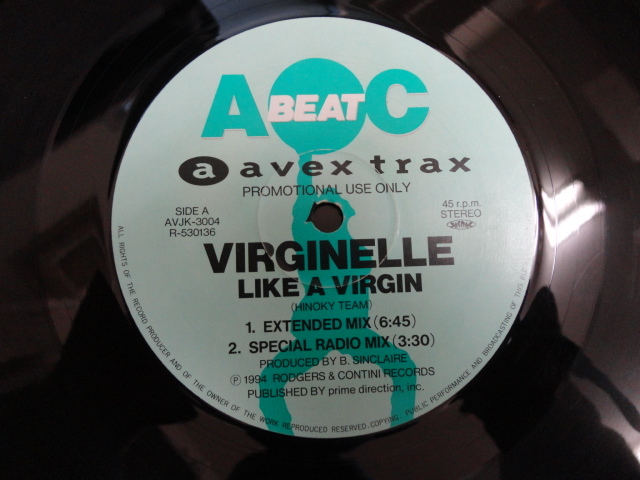 A BEAT C
a avex trax
PROMOTIONAL USE ONLY
SIDE A
AVJK-3004
R-530136
45 r.p.m.
STEREO
VIRGINELLE
LIKE A VIRGIN
(HINOKY TEAM)
1. EXTENDED MIX (6:45)
2. SPECIAL RADIO MIX (3:30)
PRODUCED BY B. SINCLAIRE
Ⓟ 1994 RODGERS & CONTINI RECORDS
PUBLISHED BY prime direction, inc.
ALL RIGHTS OF THE RECORD PRODUCER AND OF THE OWNER OF THE WORK REPRODUCED RESERVED. COPYING, PUBLIC PERFORMANCE AND BROADCASTING OF THIS